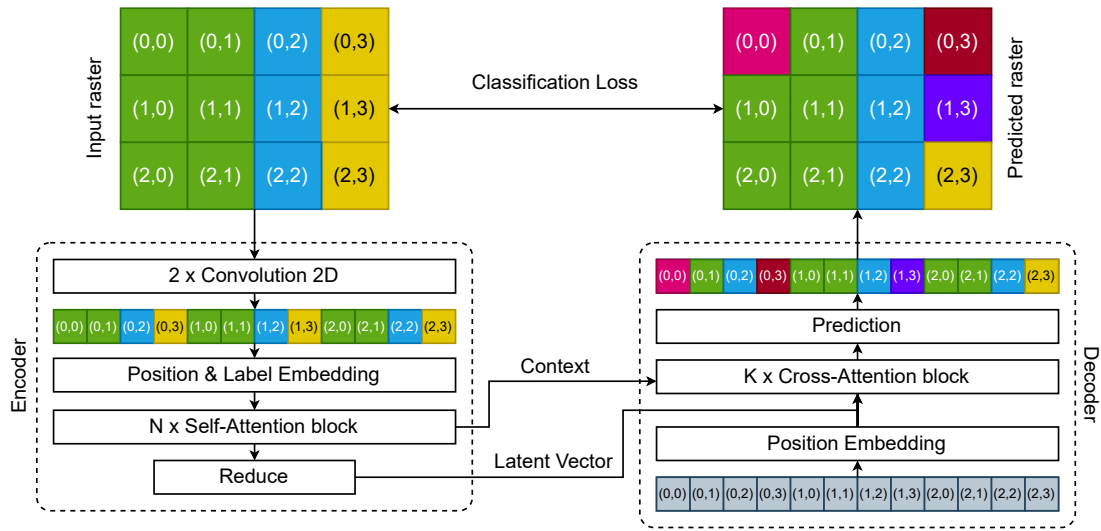 Input raster
(0,0) (0,1) (0,2) (0,3)
(1,0) (1,1) (1,2) (1,3)
(2,0) (2,1) (2,2) (2,3)
Classification Loss
(0,0) (0,1) (0,2) (0,3)
(1,0) (1,1) (1,2) (1,3)
(2,0) (2,1) (2,2) (2,3)
Predicted raster
Encoder
2 x Convolution 2D
(0,0) (0,1) (0,2) (0,3) (1,0) (1,1) (1,2) (1,3) (2,0) (2,1) (2,2) (2,3)
Position & Label Embedding
N x Self-Attention block
Reduce
Context
Latent Vector
Decoder
(0,0) (0,1) (0,2) (0,3) (1,0) (1,1) (1,2) (1,3) (2,0) (2,1) (2,2) (2,3)
Prediction
K x Cross-Attention block
Position Embedding
(0,0) (0,1) (0,2) (0,3) (1,0) (1,1) (1,2) (1,3) (2,0) (2,1) (2,2) (2,3)